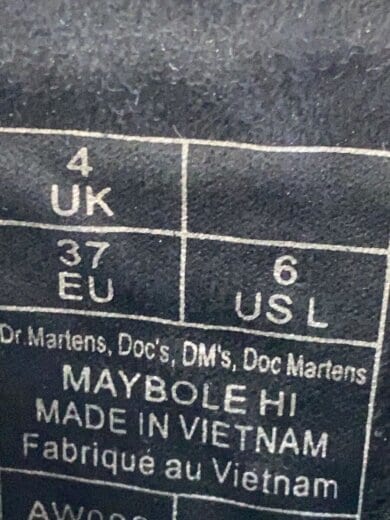 4
UK
37
EU
6
US L
Dr.Martens, Doc's, DM's, Doc Martens
MAYBOLE HI
MADE IN VIETNAM
Fabriqué au Vietnam